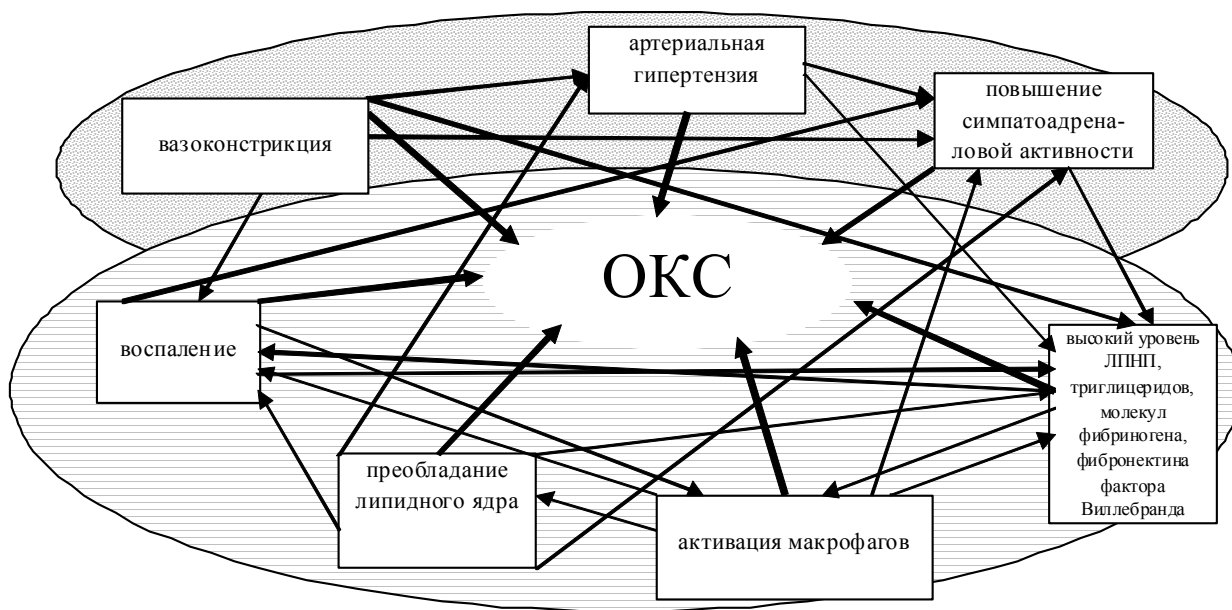 артериальная
гипертензия
повышение
симпатоадрена-
ловой активности
вазоконстрикция
ОКС
воспаление
высокий уровень
ЛПНП,
триглицеридов,
молекул
фибриногена,
фибронектина
фактора
Виллебранда
преобладание
липидного ядра
активация макрофагов